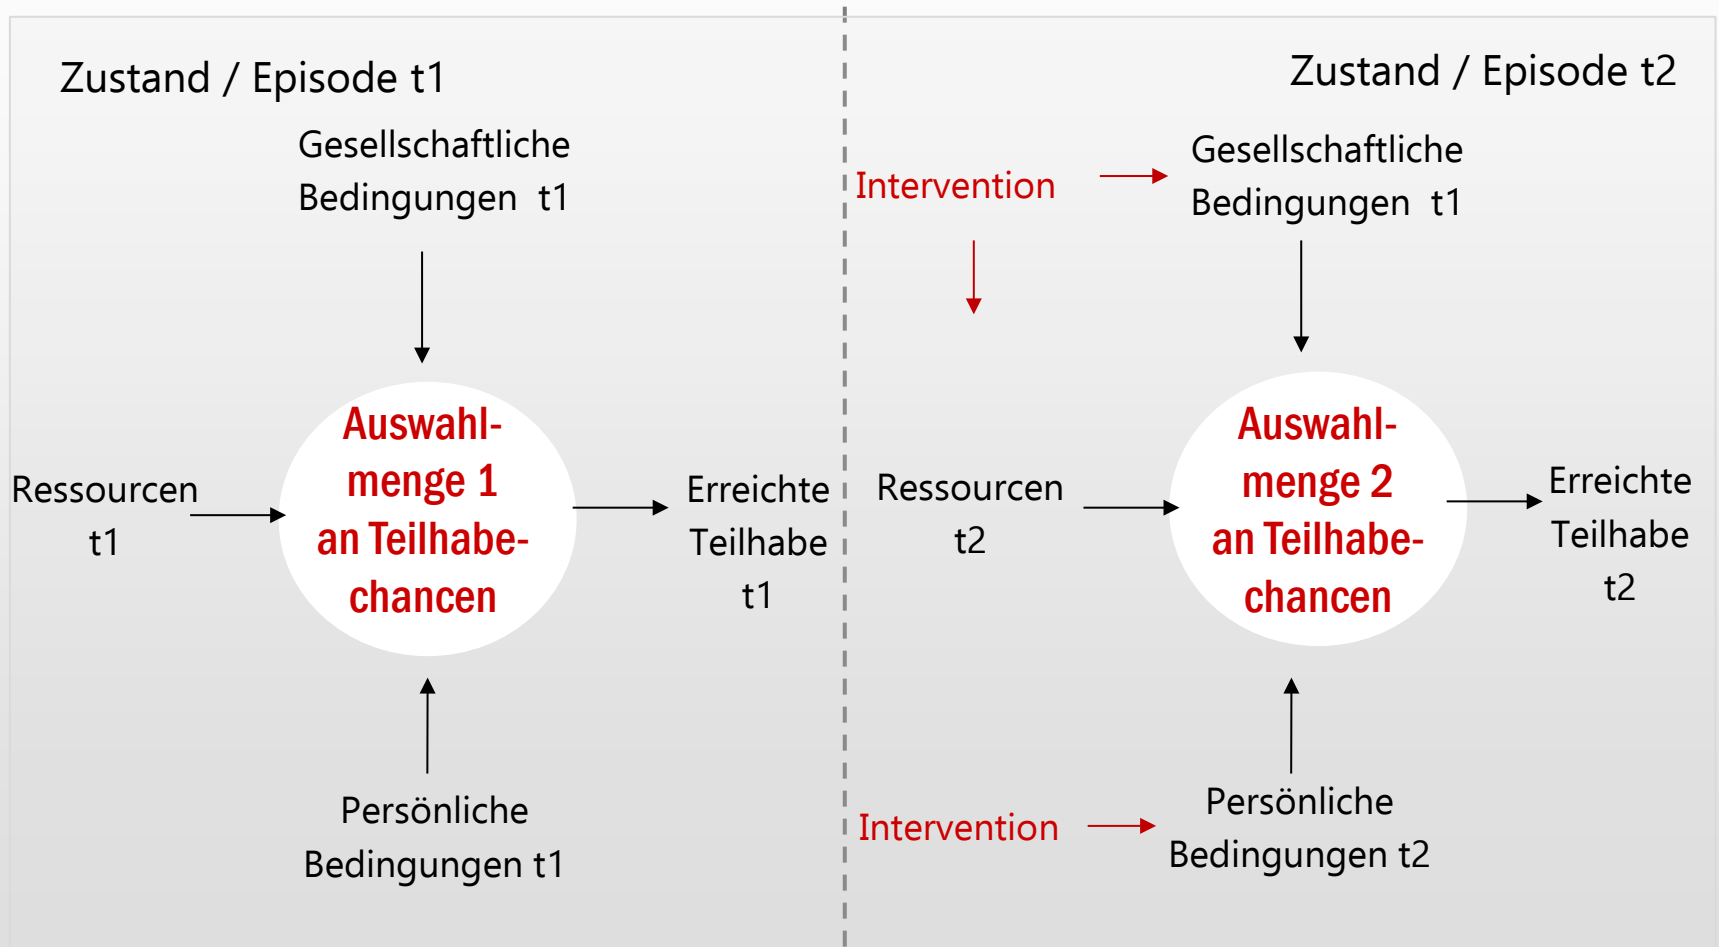 Zustand / Episode t1
Gesellschaftliche
Bedingungen t1
Ressourcen
t1
Auswahl-
menge 1
an Teilhabe-
chancen
Erreichte
Teilhabe
t1
Persönliche
Bedingungen t1
Zustand / Episode t2
Intervention
Gesellschaftliche
Bedingungen t1
Ressourcen
t2
Auswahl-
menge 2
an Teilhabe-
chancen
Erreichte
Teilhabe
t2
Intervention
Persönliche
Bedingungen t2